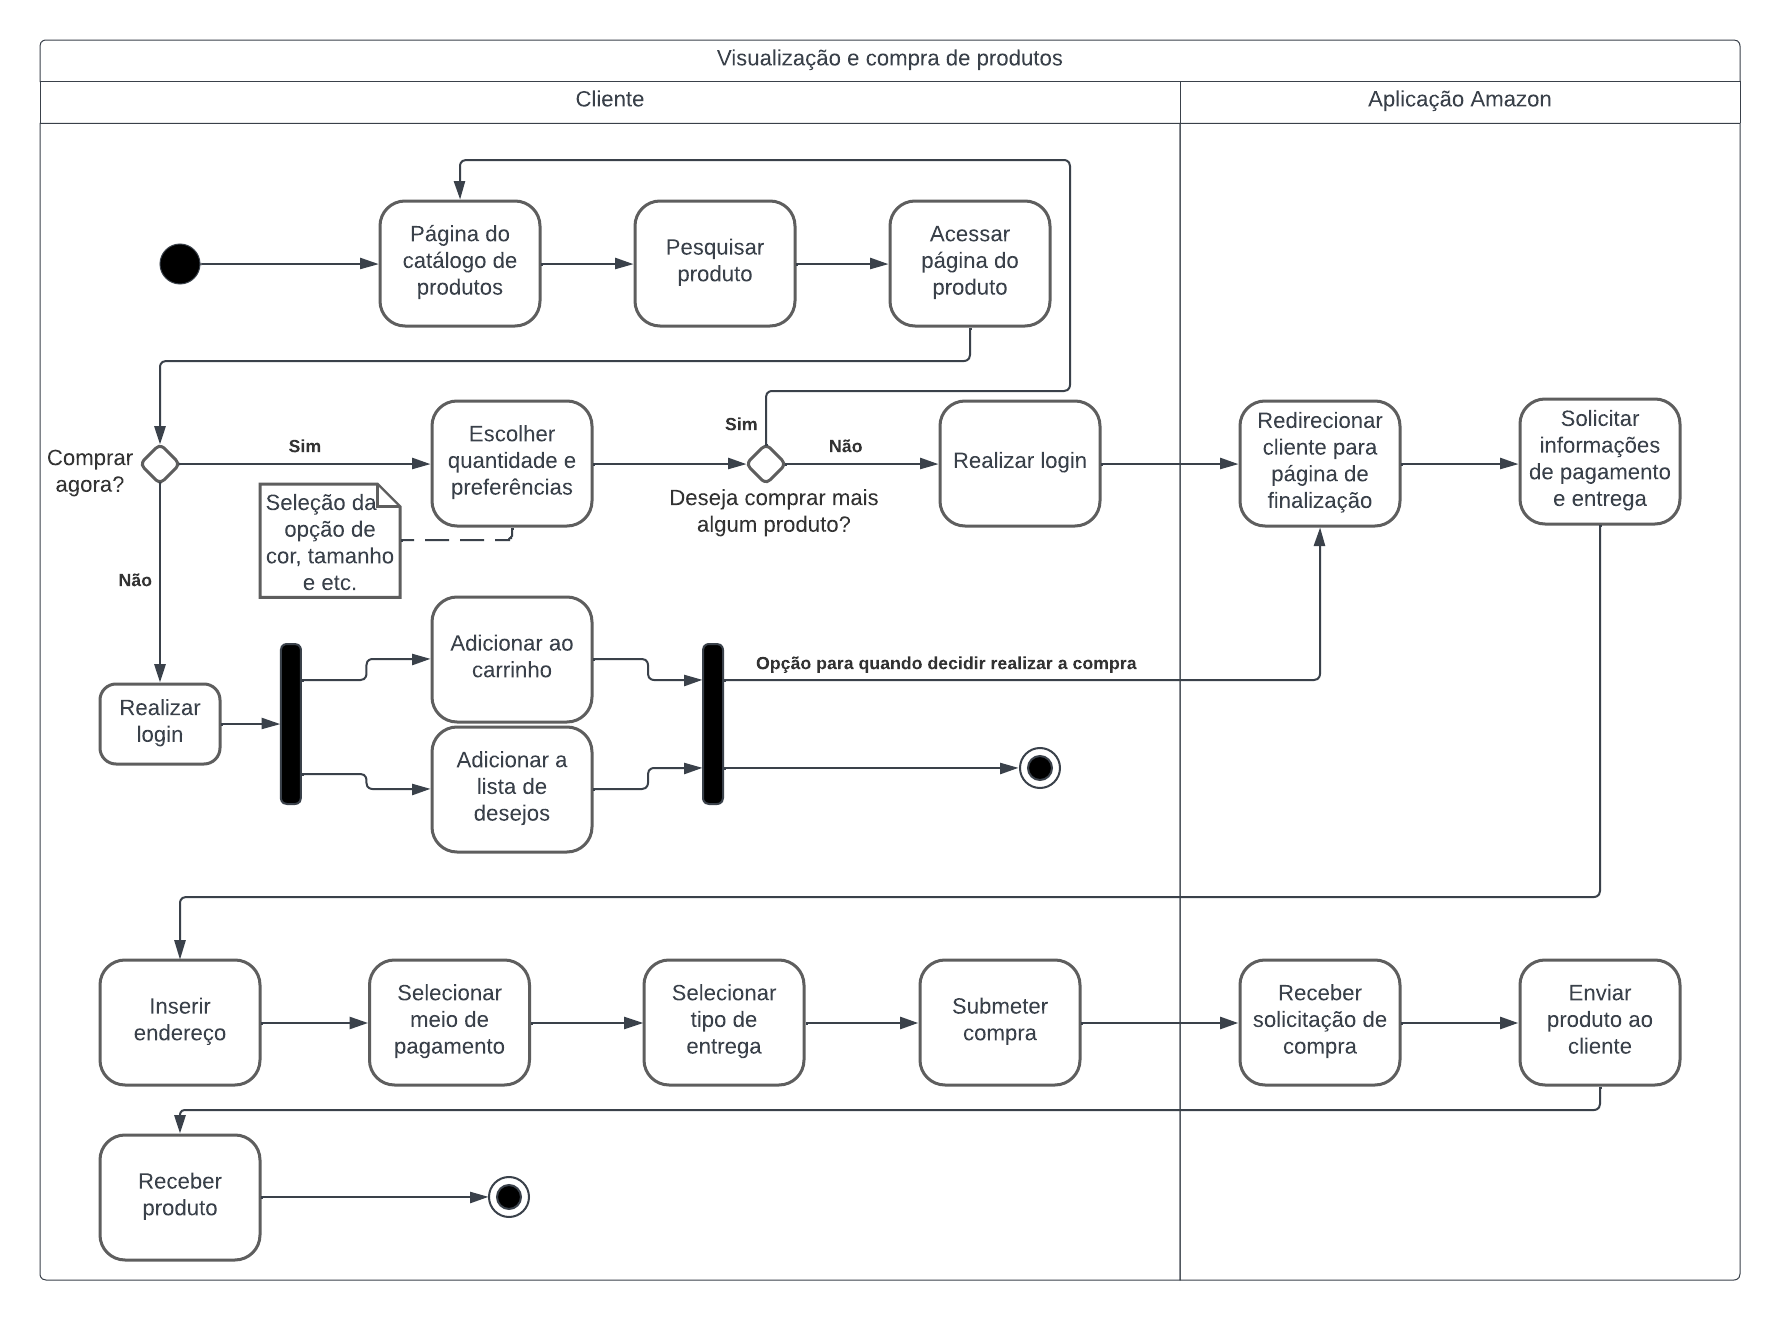 Visualização e compra de produtos
Cliente
Aplicação Amazon
Página do
catálogo de
produtos
Pesquisar
produto
Acessar
página do
produto
Comprar
agora?
Sim
Escolher
quantidade e
preferências
Sim
Não
Deseja comprar mais
algum produto?
Realizar login
Redirecionar
cliente para
página de
finalização
Solicitar
informações
de pagamento
e entrega
Seleção da
opção de
cor, tamanho
e etc.
Não
Realizar
login
Adicionar ao
carrinho
Adicionar a
lista de
desejos
Opção para quando decidir realizar a compra
Inserir
endereço
Selecionar
meio de
pagamento
Selecionar
tipo de
entrega
Submeter
compra
Receber
solicitação de
compra
Enviar
produto ao
cliente
Receber
produto